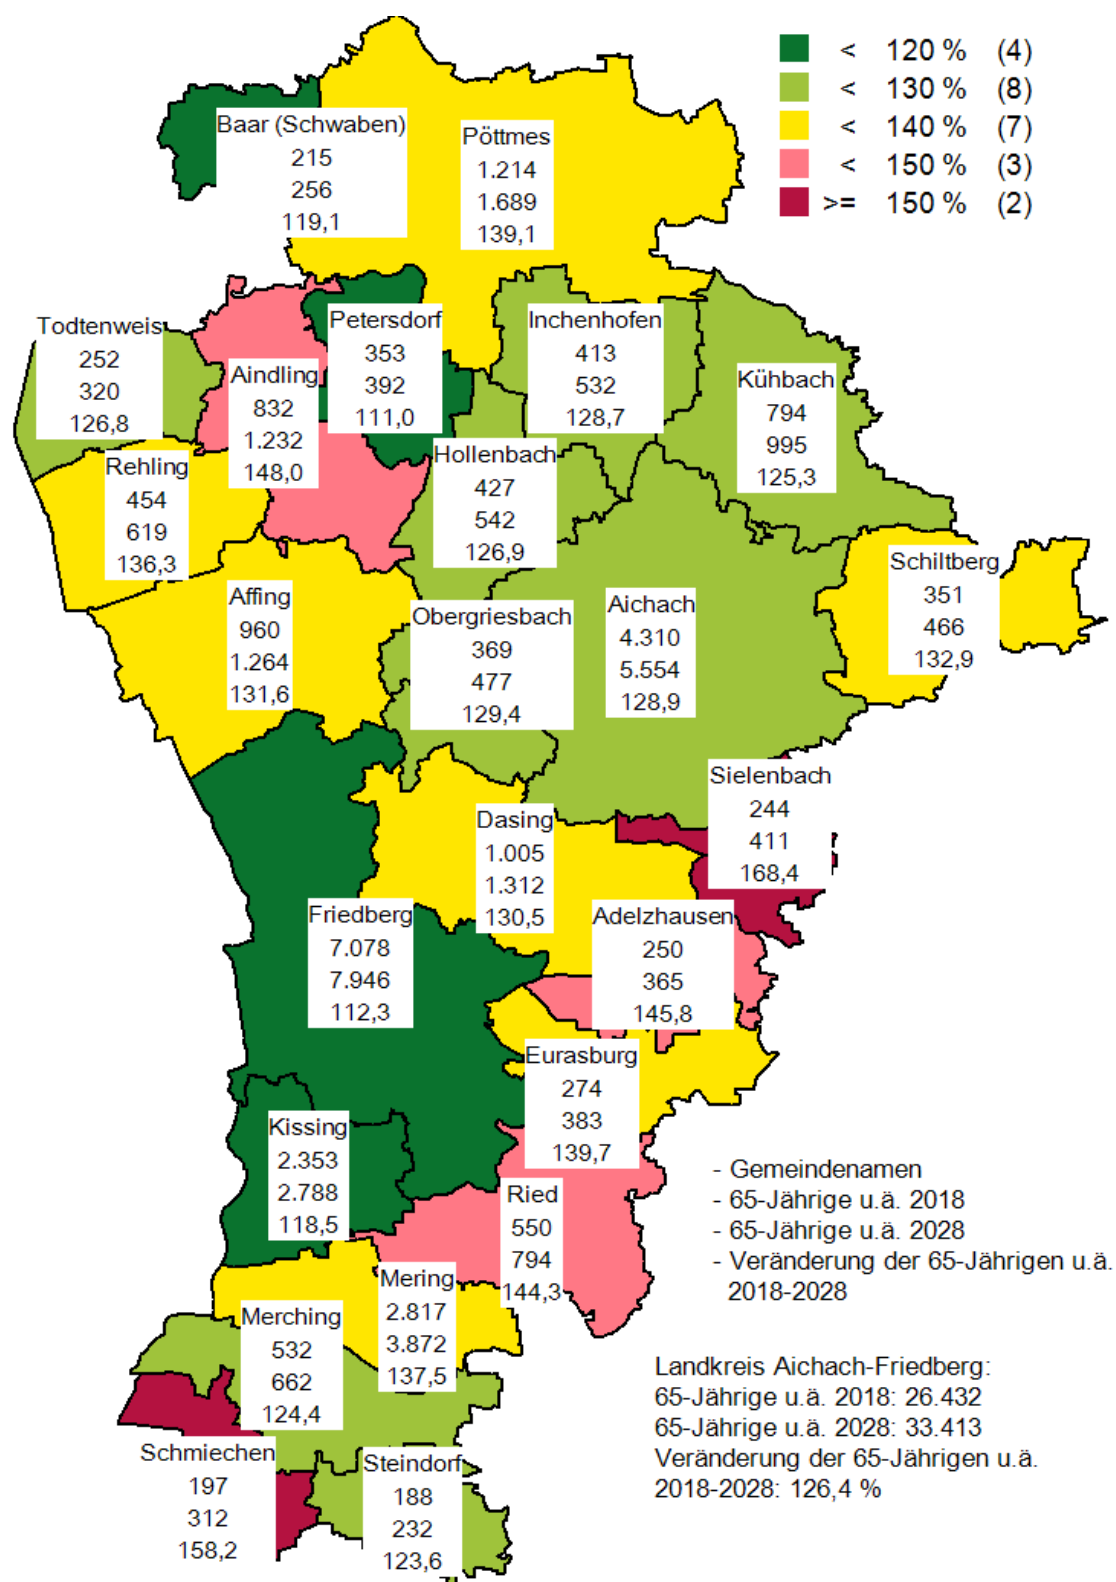 < 120 % (4)
< 130 % (8)
< 140 % (7)
< 150 % (3)
>= 150 % (2)
Baar (Schwaben)
215
256
119,1
Pöttmes
1.214
1.689
139,1
Todtenweis
252
320
126,8
Aindling
832
1.232
148,0
Petersdorf
353
392
111,0
Inchenhofen
413
532
128,7
Kühbach
794
995
125,3
Rehling
454
619
136,3
Hollenbach
427
542
126,9
Schiltberg
351
466
132,9
Affing
960
1.264
131,6
Obergriesbach
369
477
129,4
Aichach
4.310
5.554
128,9
Sielenbach
244
411
168,4
Dasing
1.005
1.312
130,5
Friedberg
7.078
7.946
112,3
Adelzhausen
250
365
145,8
Eurasburg
274
383
139,7
Kissing
2.353
2.788
118,5
Ried
550
794
144,3
Mering
2.817
3.872
137,5
Merching
532
662
124,4
Schmiechen
197
312
158,2
Steindorf
188
232
123,6
- Gemeindenamen
- 65-Jährige u.ä. 2018
- 65-Jährige u.ä. 2028
- Veränderung der 65-Jährigen u.ä.
2018-2028
Landkreis Aichach-Friedberg:
65-Jährige u.ä. 2018: 26.432
65-Jährige u.ä. 2028: 33.413
Veränderung der 65-Jährigen u.ä.
2018-2028: 126,4 %